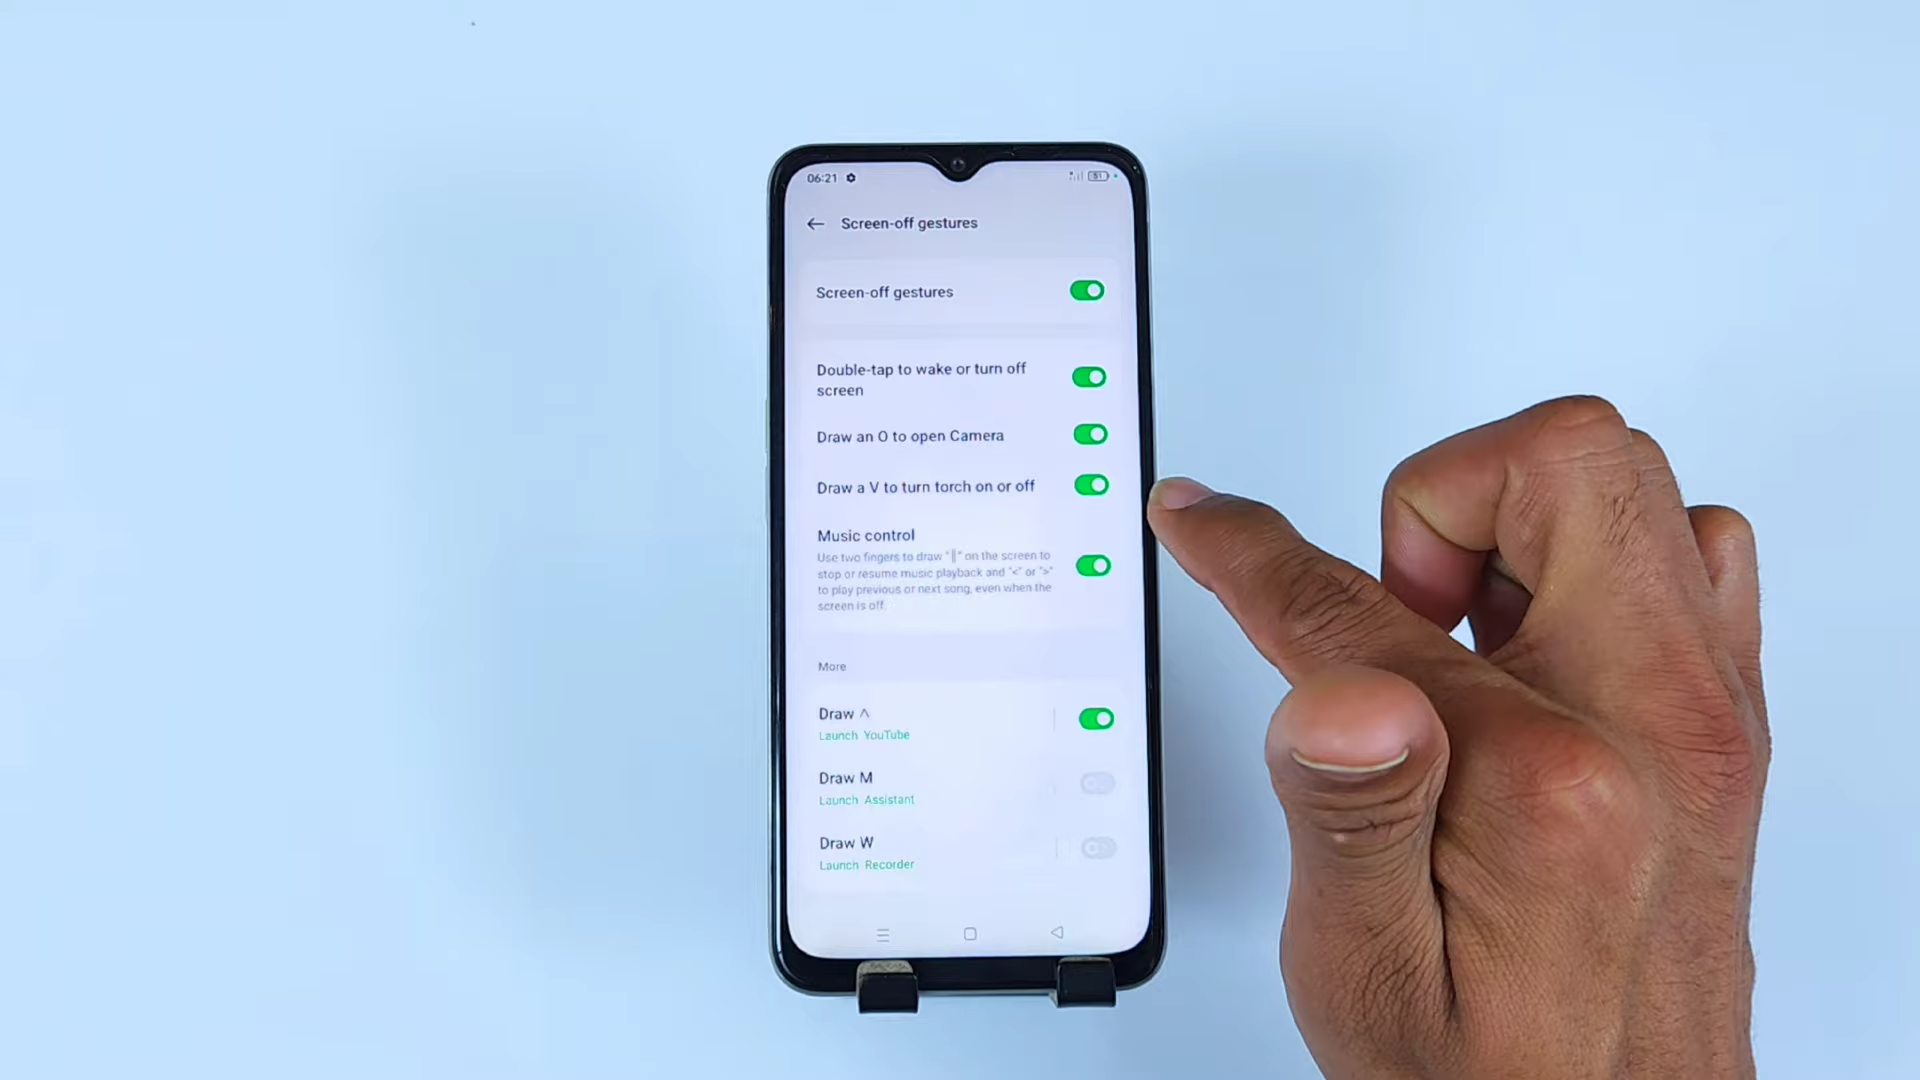 06:21 51
Screen-off gestures
Screen-off gestures
Double-tap to wake or turn off
screen
Draw an O to open Camera
Draw a V to turn torch on or off
Music control
Use two fingers to draw "||" on the screen to
stop or resume music playback and "<" or ">"
to play previous or next song, even when the
screen is off.
More
Draw ^
Launch YouTube
Draw M
Launch Assistant
Draw W
Launch Recorder